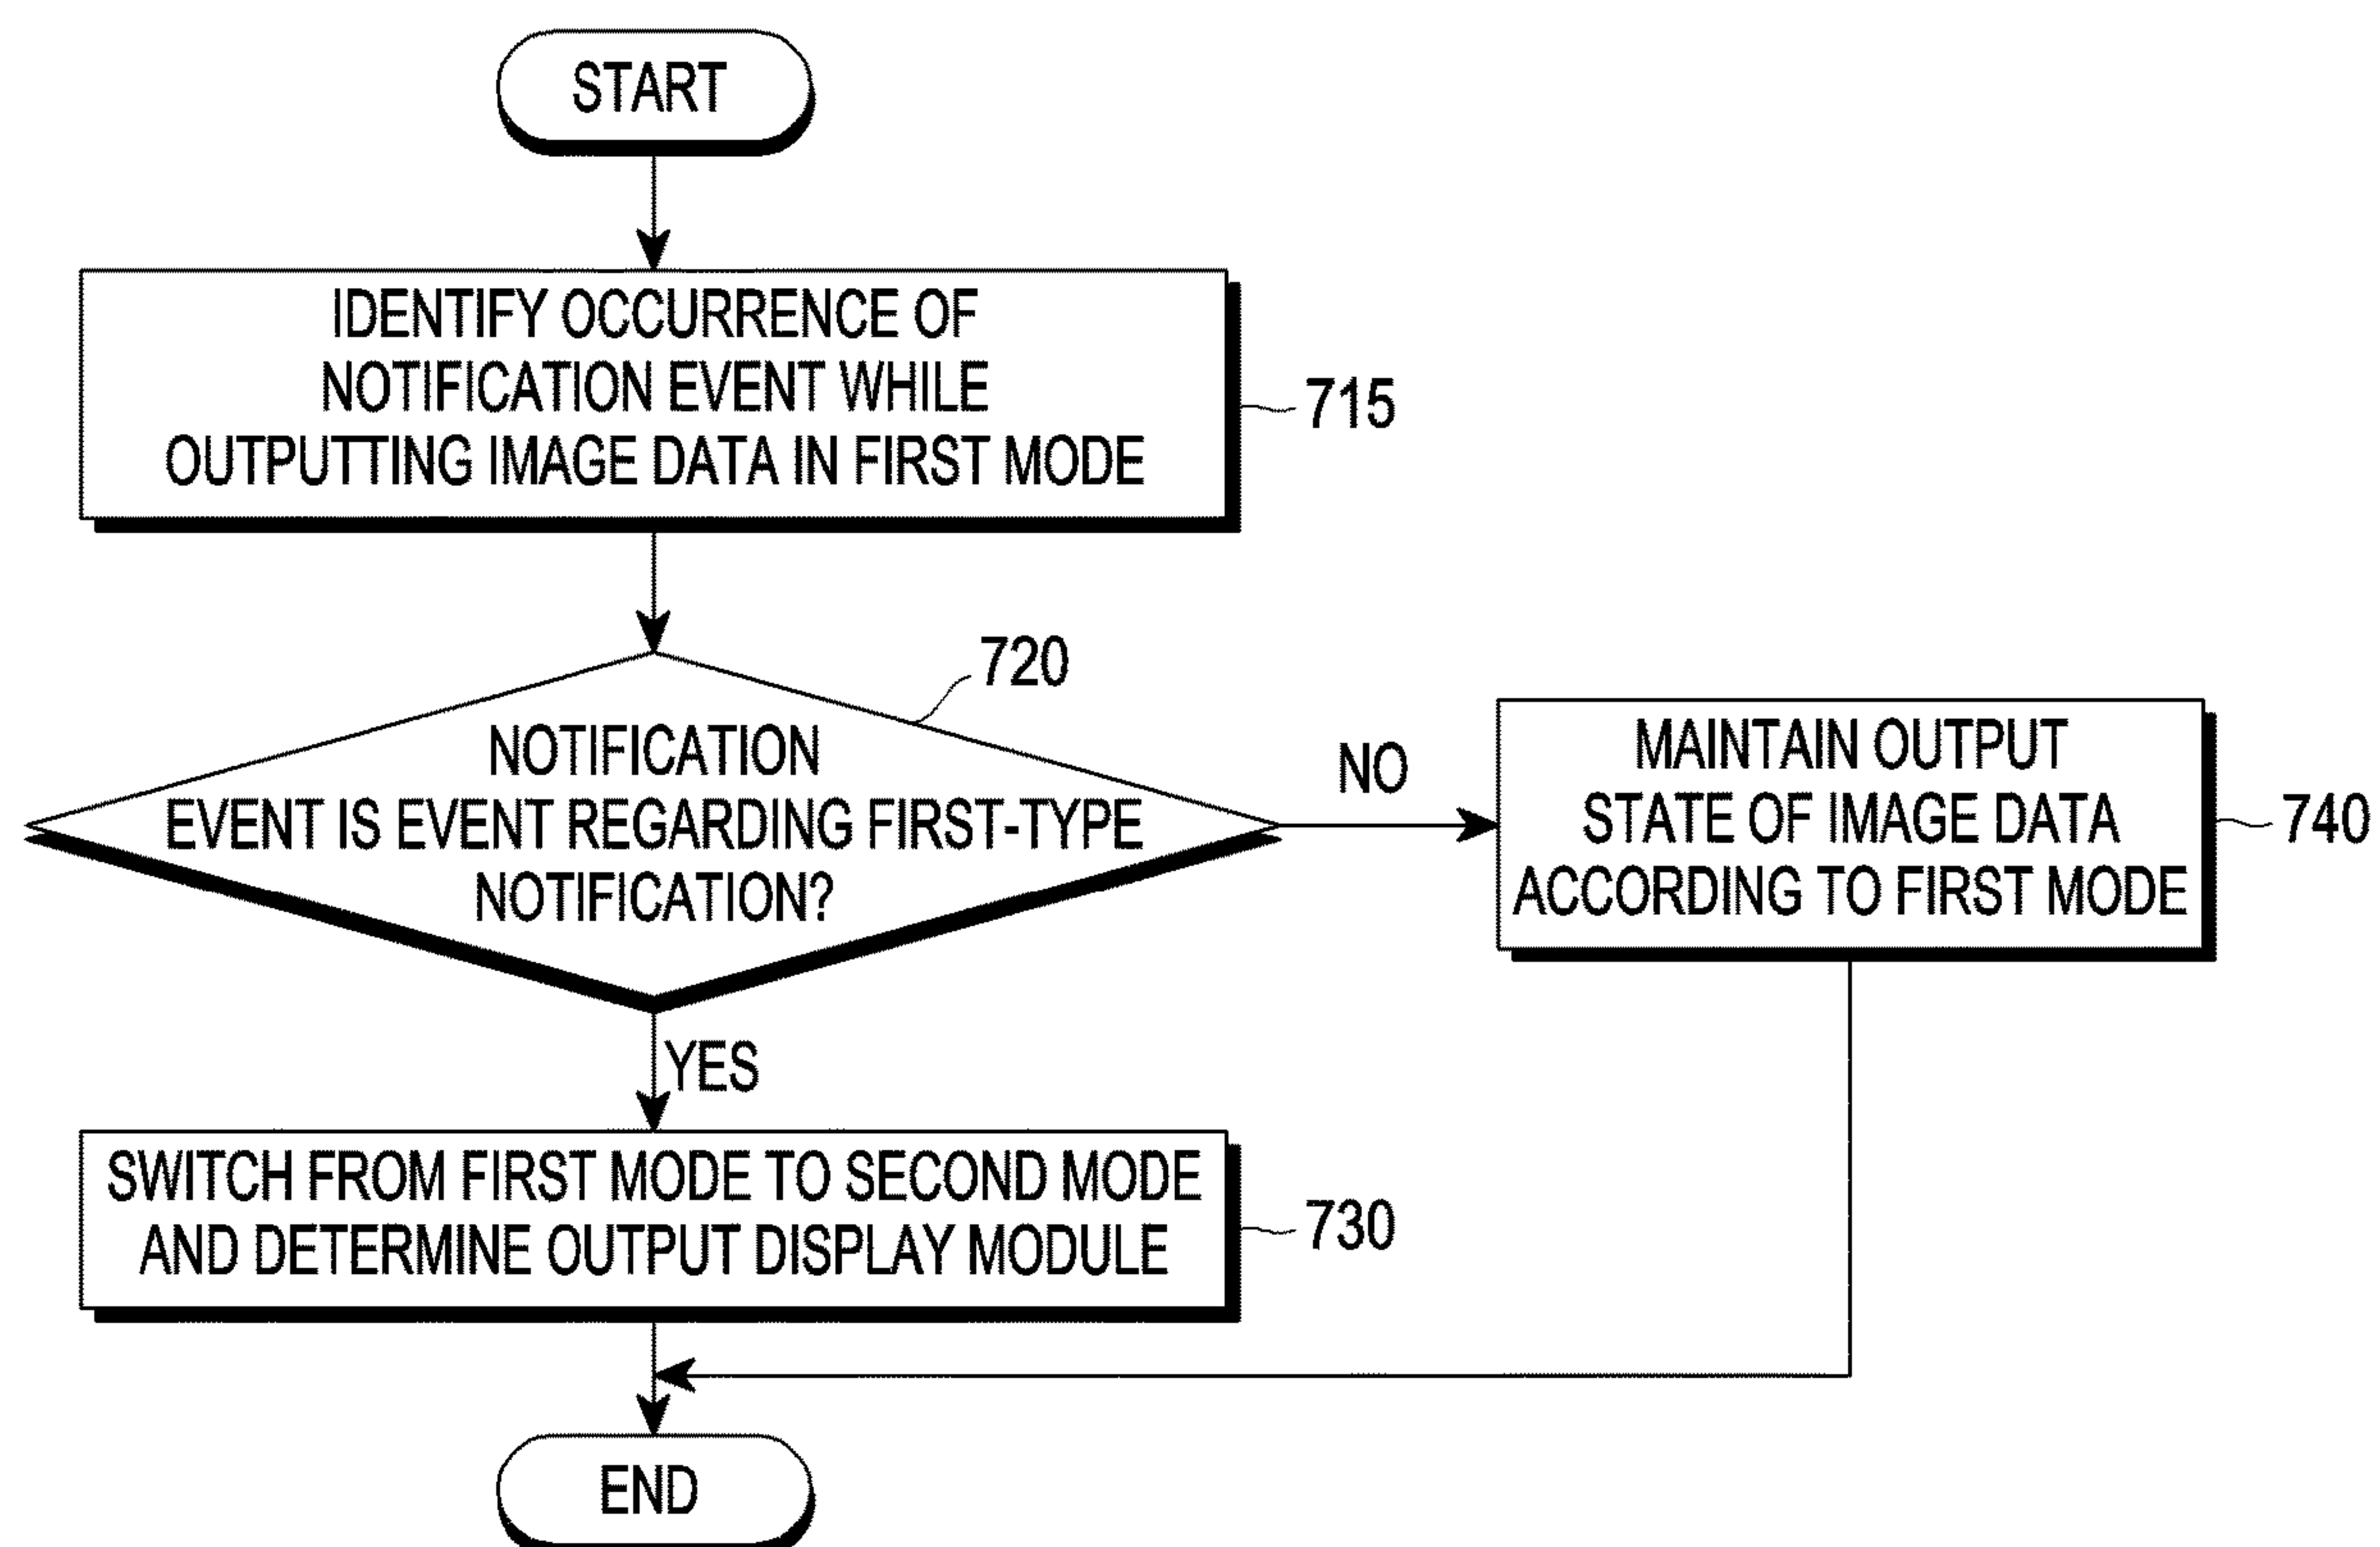 START
IDENTIFY OCCURRENCE OF
NOTIFICATION EVENT WHILE
OUTPUTTING IMAGE DATA IN FIRST MODE
715
720
NOTIFICATION
EVENT IS EVENT REGARDING FIRST-TYPE
NOTIFICATION?
NO
MAINTAIN OUTPUT
STATE OF IMAGE DATA
ACCORDING TO FIRST MODE
740
YES
SWITCH FROM FIRST MODE TO SECOND MODE
AND DETERMINE OUTPUT DISPLAY MODULE
730
END